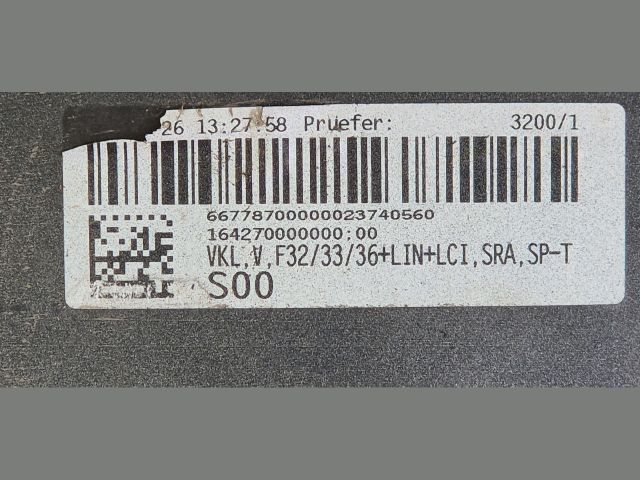 26 13:27:58 Pruefer: 3200/1
66778700000023740560
164270000000;00
VKL,V,F32/33/36+LIN+LCI,SRA,SP-T
S00